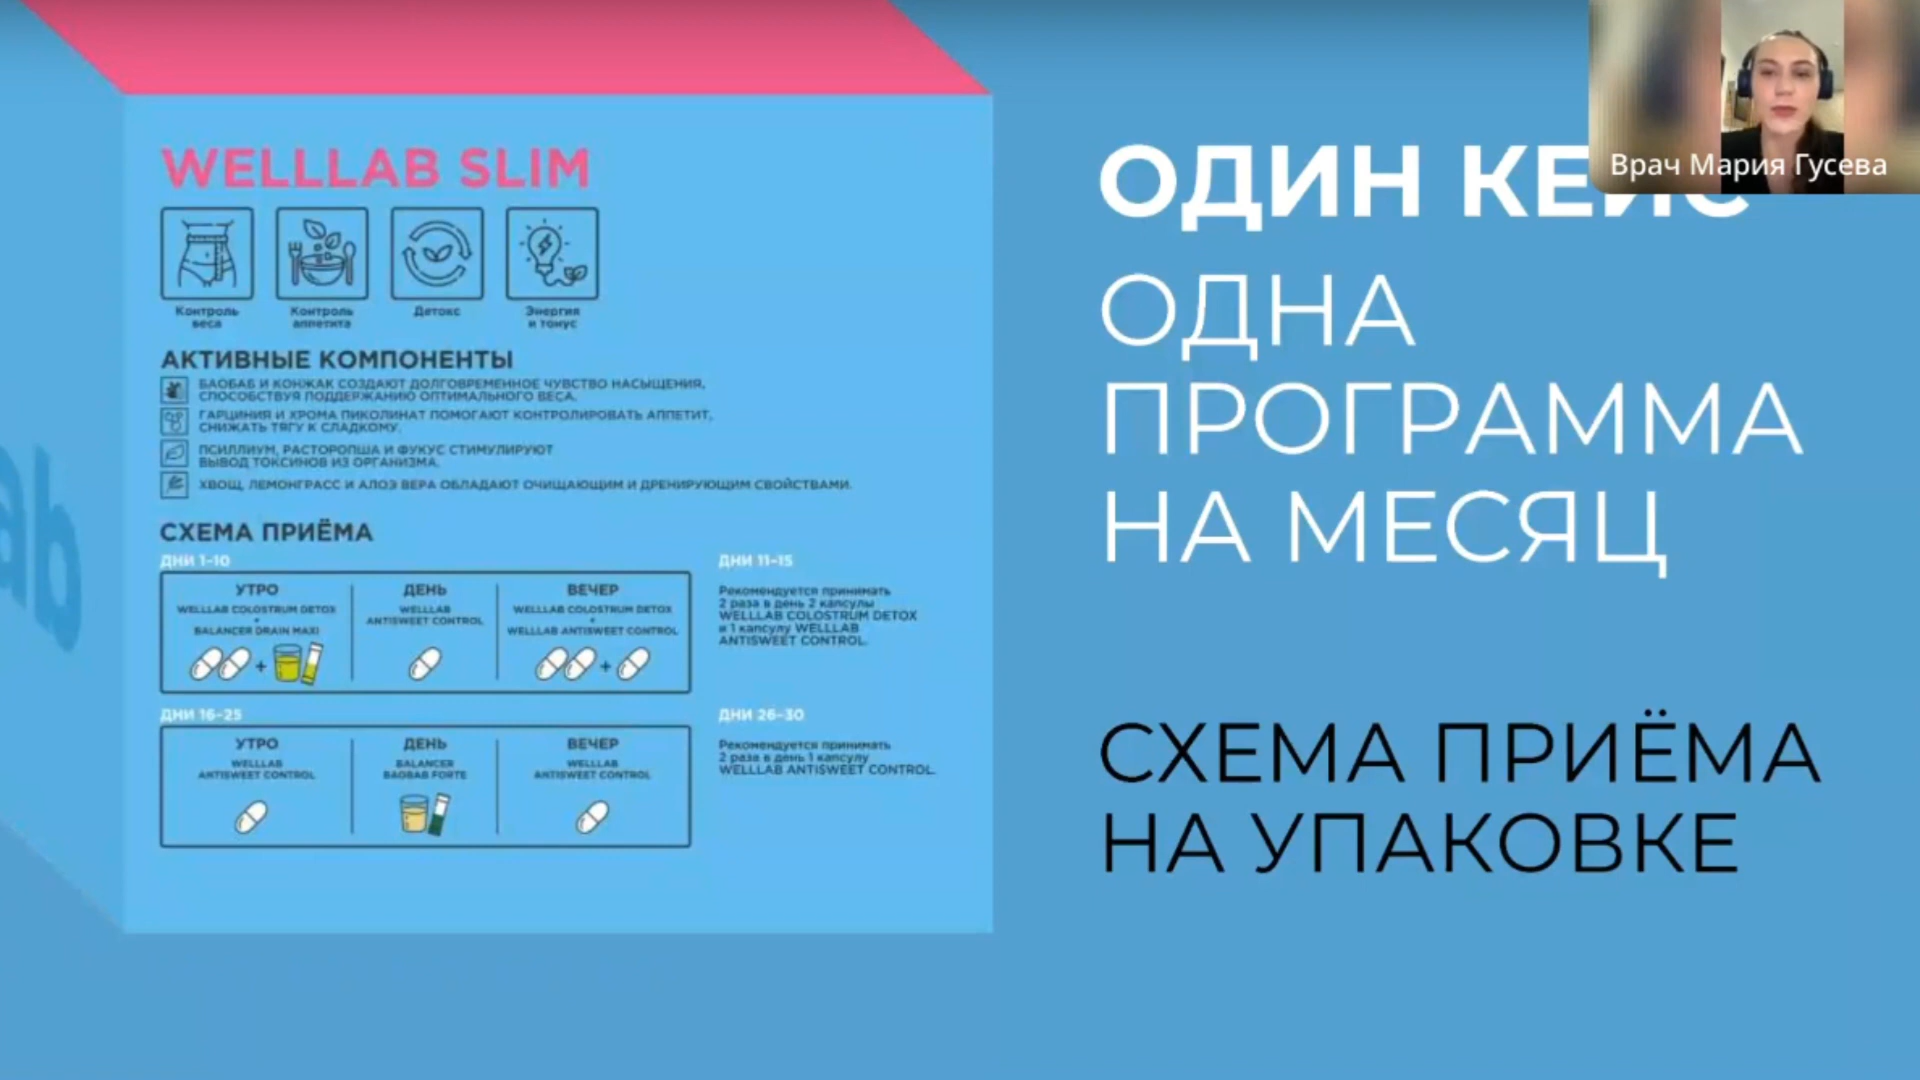 WELLLAB SLIM
Контроль
веса
Контроль
аппетита
Детокс
Энергия
и тонус
АКТИВНЫЕ КОМПОНЕНТЫ
БАОБАБ И КОНЖАК СОЗДАЮТ ДОЛГОВРЕМЕННОЕ ЧУВСТВО НАСЫЩЕНИЯ,
СПОСОБСТВУЯ ПОДДЕРЖАНИЮ ОПТИМАЛЬНОГО ВЕСА.
ГАРЦИНИЯ И ХРОМА ПИКОЛИНАТ ПОМОГАЮТ КОНТРОЛИРОВАТЬ АППЕТИТ,
СНИЖАТЬ ТЯГУ К СЛАДКОМУ.
ПСИЛЛИУМ, РАСТОРОПША И ФУКУС СТИМУЛИРУЮТ
ВЫВОД ТОКСИНОВ ИЗ ОРГАНИЗМА.
ХВОЩ, ЛЕМОНГРАСС И АЛОЭ ВЕРА ОБЛАДАЮТ ОЧИЩАЮЩИМ И ДРЕНИРУЮЩИМ СВОЙСТВАМИ.
СХЕМА ПРИЁМА
ДНИ 1-10
УТРО
WELLLAB COLOSTRUM DETOX
+
BALANCER DRAIN MAXI
+
ДЕНЬ
WELLLAB
ANTISWEET CONTROL
ВЕЧЕР
WELLLAB COLOSTRUM DETOX
+
WELLLAB ANTISWEET CONTROL
+
ДНИ 11-15
Рекомендуется принимать
2 раза в день 2 капсулы
WELLLAB COLOSTRUM DETOX
и 1 капсулу WELLLAB
ANTISWEET CONTROL.
ДНИ 16-25
УТРО
WELLLAB
ANTISWEET CONTROL
ДЕНЬ
BALANCER
BAOBAB FORTE
ВЕЧЕР
WELLLAB
ANTISWEET CONTROL
ДНИ 26-30
Рекомендуется принимать
2 раза в день 1 капсулу
WELLLAB ANTISWEET CONTROL.
ab
Врач Мария Гусева
ОДИН КЕЙС
ОДНА
ПРОГРАММА
НА МЕСЯЦ
СХЕМА ПРИЁМА
НА УПАКОВКЕ